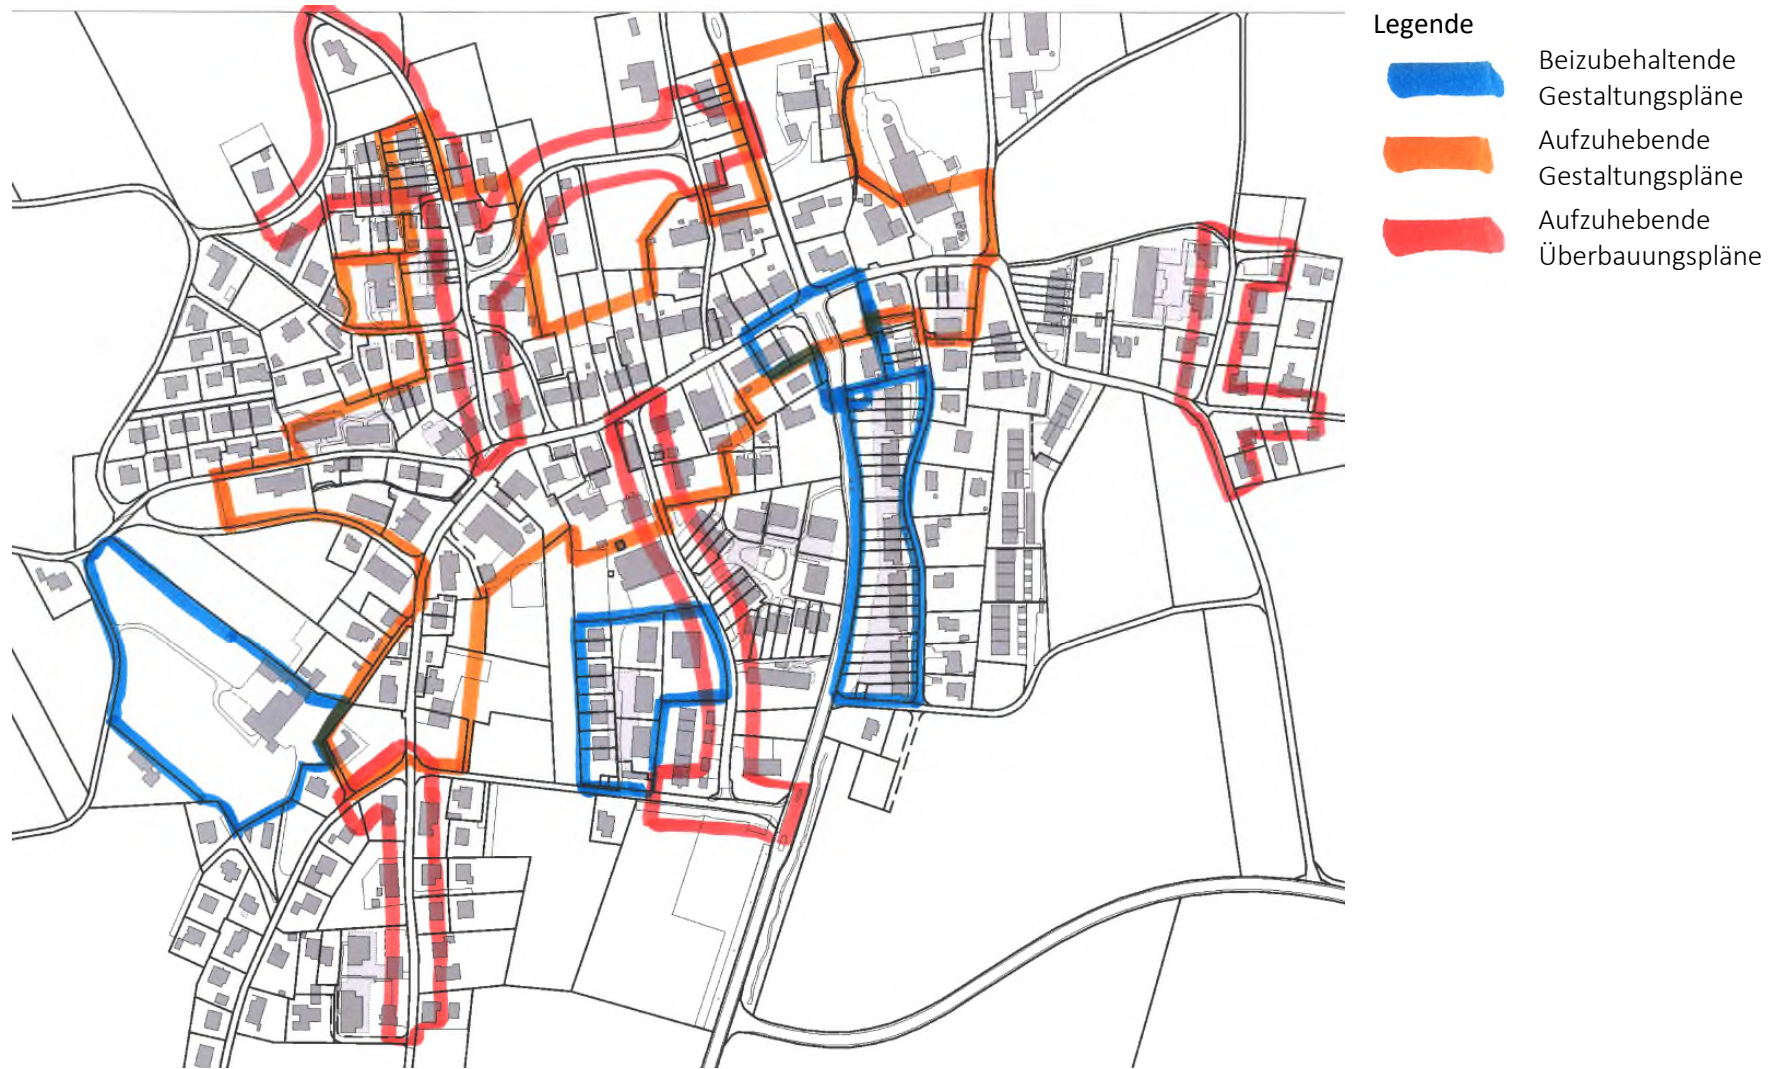 Legende
Beizubehaltende
Gestaltungspläne
Aufzuhebende
Gestaltungspläne
Aufzuhebende
Überbauungspläne